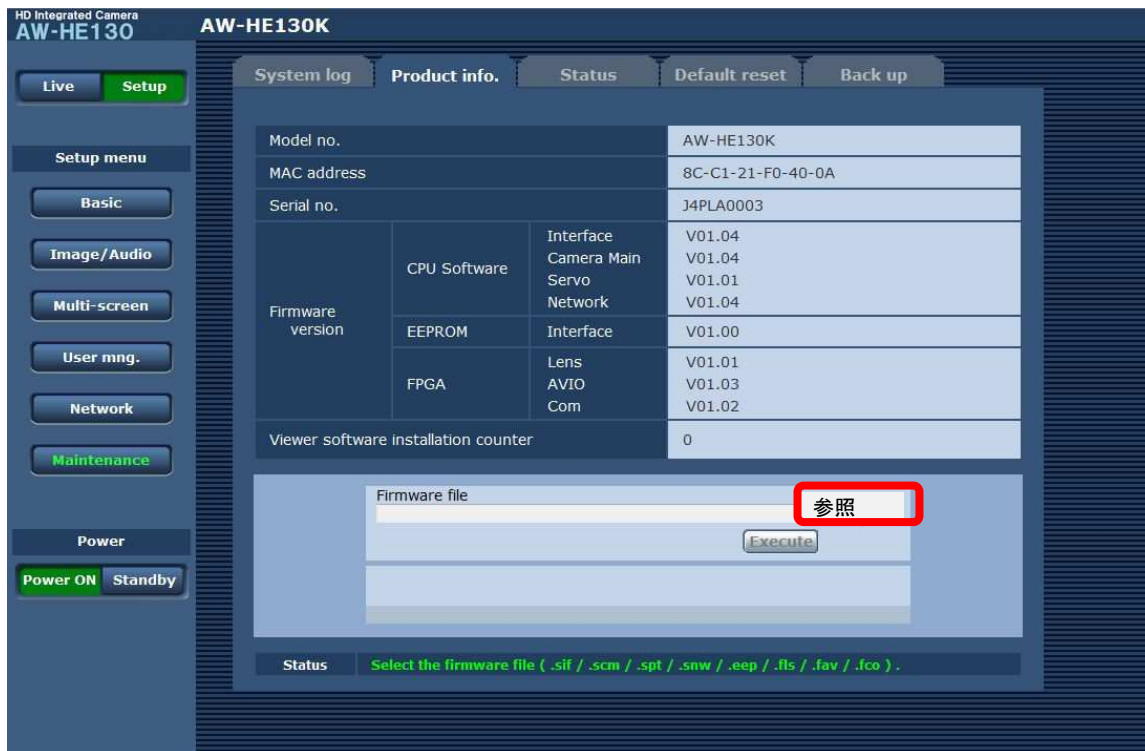 HD Integrated Camera
AW-HE130
AW-HE130K
Live
Setup
System log
Product info.
Status
Default reset
Back up
Setup menu
Basic
Image/Audio
Multi-screen
User mng.
Network
Maintenance
Power
Power ON
Standby
Model no.
AW-HE130K
MAC address
8C-C1-21-F0-40-0A
Serial no.
J4PLA0003
Firmware
version
CPU Software
Interface
V01.04
Camera Main
V01.04
Servo
V01.01
Network
V01.04
EEPROM
Interface
V01.00
FPGA
Lens
V01.01
AVIO
V01.03
Com
V01.02
Viewer software installation counter
0
Firmware file
参照
Execute
Status
Select the firmware file ( .sif / .scm / .spt / .snw / .eep / .fls / .fav / .fco ) .